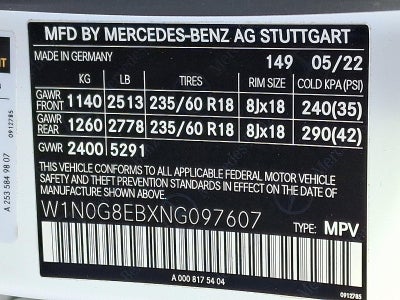 MFD BY MERCEDES-BENZ AG STUTTGART
MADE IN GERMANY 149 05/22
KG LB TIRES RIM SIZE COLD KPA (PSI)
GAWR FRONT 1140 2513 235/60 R18 8Jx18 240(35)
GAWR REAR 1260 2778 235/60 R18 8Jx18 290(42)
GVWR 2400 5291
THIS VEHICLE CONFORMS TO ALL APPLICABLE FEDERAL MOTOR VEHICLE
SAFETY AND THEFT PREVENTION STANDARDS IN EFFECT ON THE DATE
OF MANUFACTURE SHOWN ABOVE.
W1N0G8EBXNG097607 TYPE: MPV
A 000 817 54 04
0912785
A 253 584 98 07
0912785